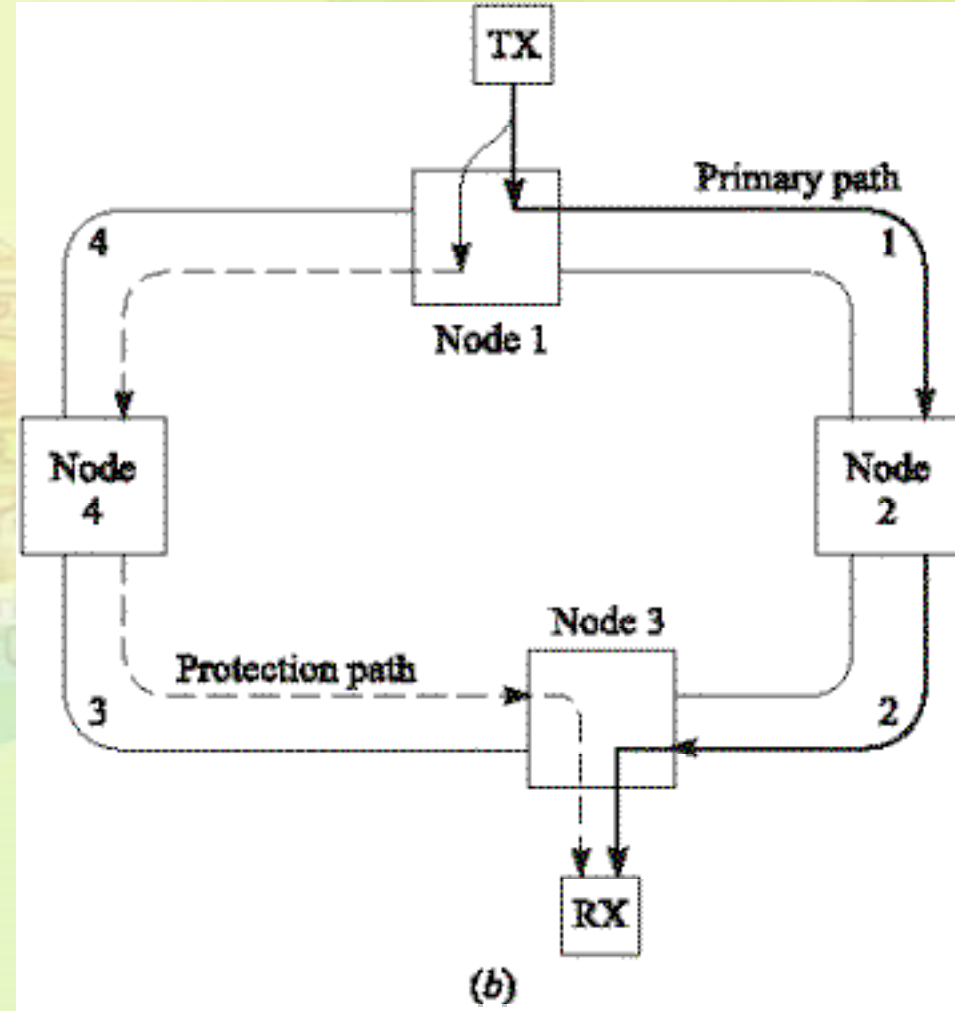 TX
Primary path
4
1
Node 1
Node
4
Node
2
Node 3
Protection path
3
2
RX
(b)